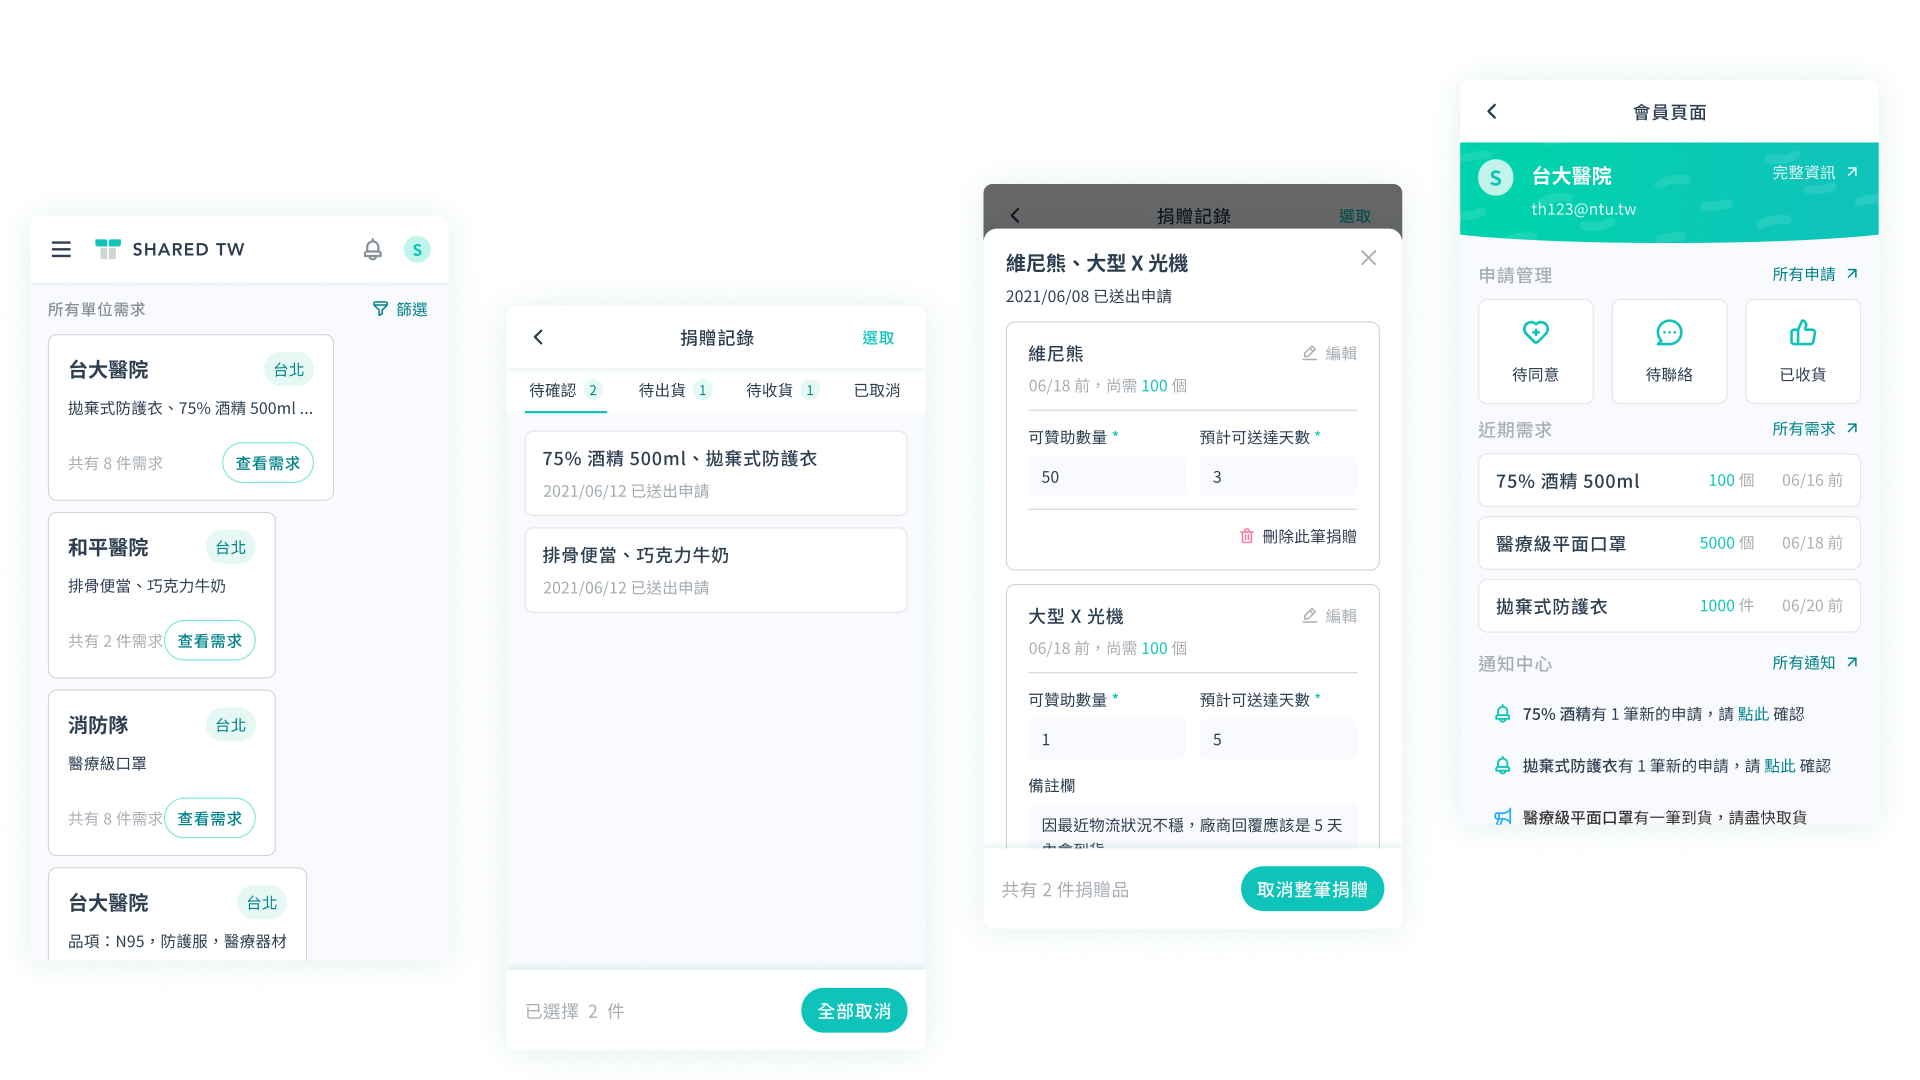 SHARED TW
S
所有單位需求
篩選
台大醫院
台北
拋棄式防護衣、75% 酒精 500ml ...
共有 8 件需求
查看需求
和平醫院
台北
排骨便當、巧克力牛奶
共有 2 件需求
查看需求
消防隊
台北
醫療級口罩
共有 8 件需求
查看需求
台大醫院
台北
品項：N95，防護服，醫療器材
捐贈記錄
選取
待確認 2
待出貨 1
待收貨 1
已取消
75% 酒精 500ml、拋棄式防護衣
2021/06/12 已送出申請
排骨便當、巧克力牛奶
2021/06/12 已送出申請
已選擇 2 件
全部取消
捐贈記錄
選取
維尼熊、大型 X 光機
2021/06/08 已送出申請
維尼熊
編輯
06/18 前，尚需 100 個
可贊助數量 *
預計可送達天數 *
50
3
刪除此筆捐贈
大型 X 光機
編輯
06/18 前，尚需 100 個
可贊助數量 *
預計可送達天數 *
1
5
備註欄
因最近物流狀況不穩，廠商回覆應該是 5 天
內會到貨
共有 2 件捐贈品
取消整筆捐贈
會員頁面
S
台大醫院
完整資訊
th123@ntu.tw
申請管理
所有申請
待同意
待聯絡
已收貨
近期需求
所有需求
75% 酒精 500ml
100 個
06/16 前
醫療級平面口罩
5000 個
06/18 前
拋棄式防護衣
1000 件
06/20 前
通知中心
所有通知
75% 酒精有 1 筆新的申請，請 點此 確認
拋棄式防護衣有 1 筆新的申請，請 點此 確認
醫療級平面口罩有一筆到貨，請盡快取貨